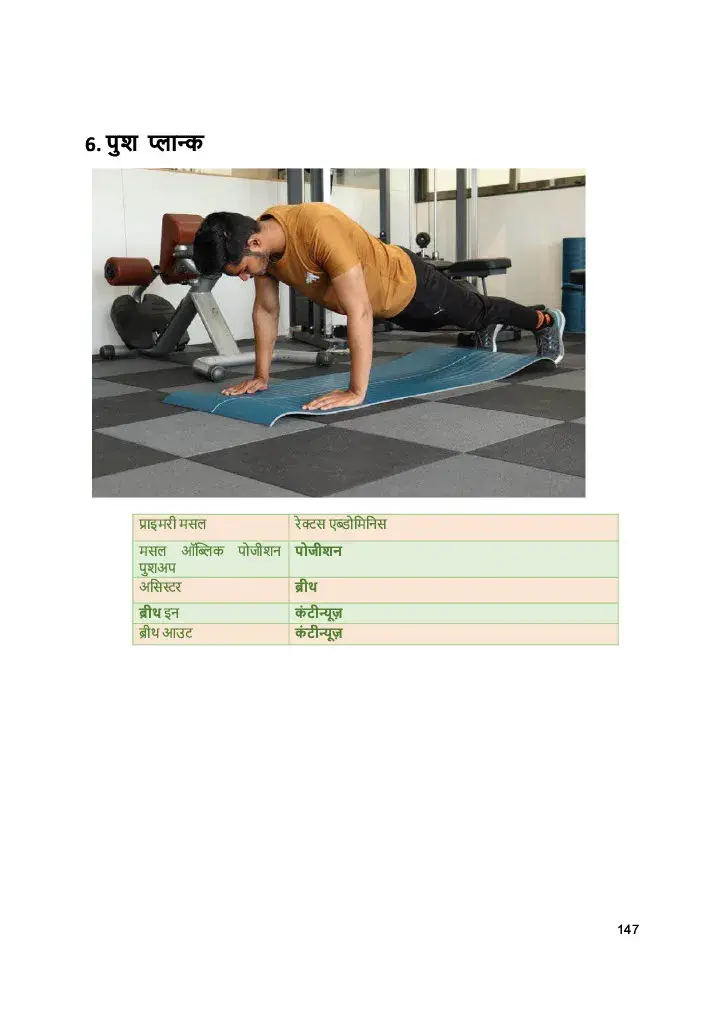 6. पुश प्लान्क
प्राइमरी मसल रेक्टस एब्डोमिनिस
मसल ऑब्लिक पोजीशन पोजीशन
पुशअप
असिस्टर ब्रीथ
ब्रीथ इन कंटीन्यूज़
ब्रीथ आउट कंटीन्यूज़
147